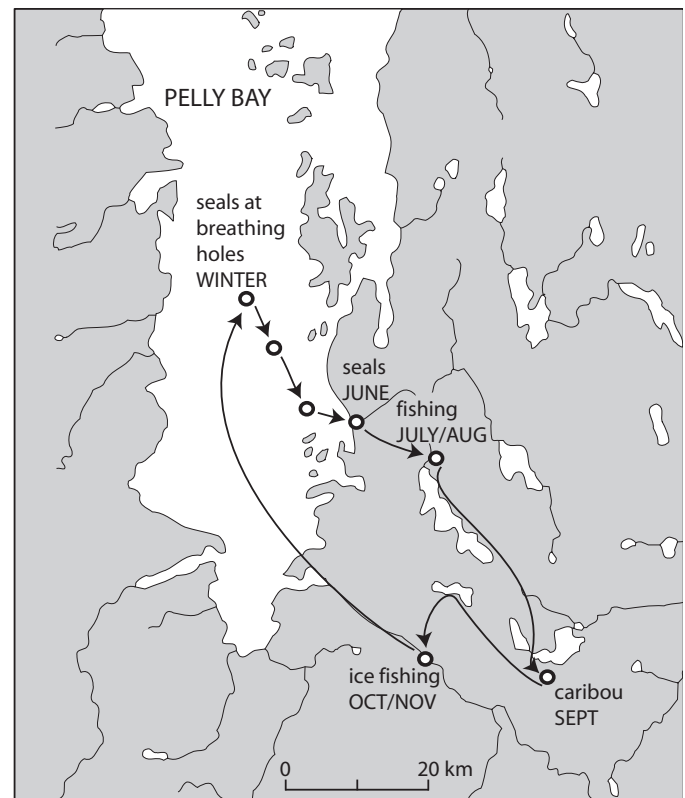 PELLY BAY
seals at
breathing
holes
WINTER
seals
JUNE
fishing
JULY/AUG
ice fishing
OCT/NOV
caribou
SEPT
0 20 km